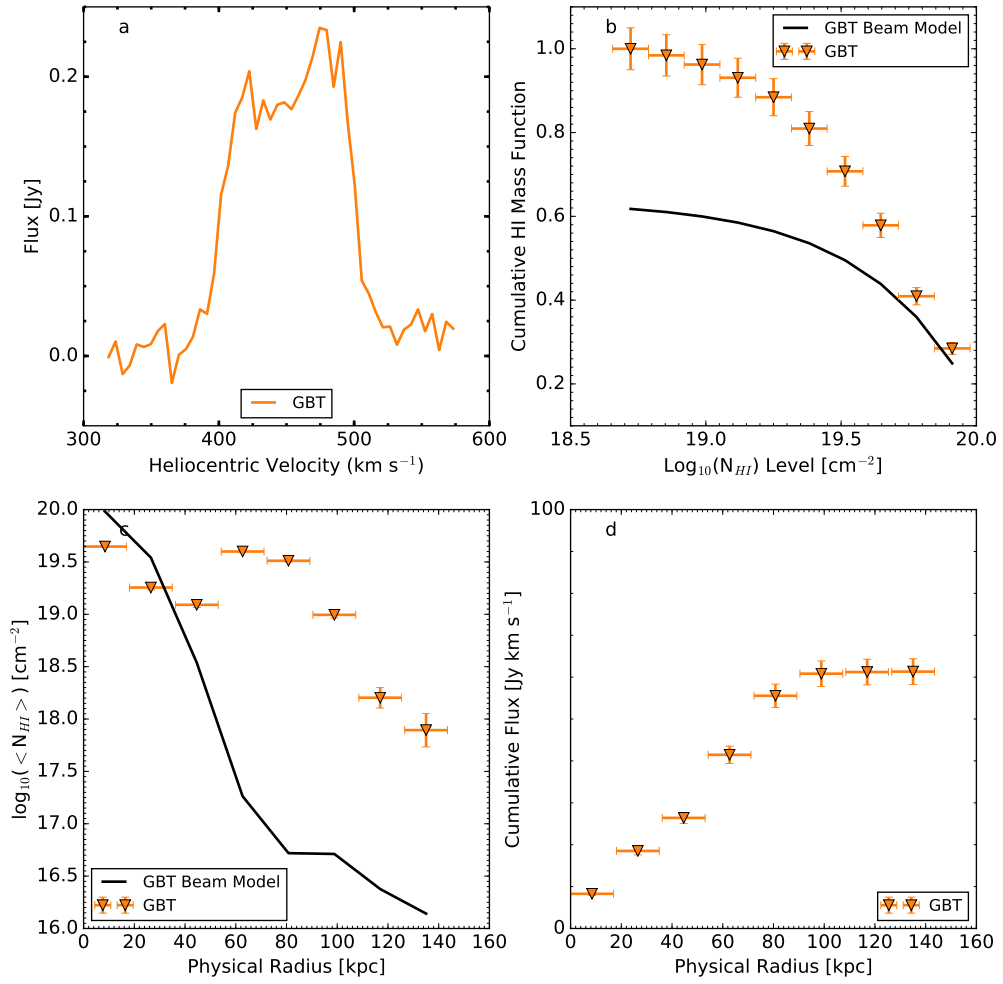 a
0.2
0.1
0.0
Flux [Jy]
GBT
300
400
500
600
Heliocentric Velocity (km s⁻¹)
b
GBT Beam Model
GBT
1.0
0.8
0.6
0.4
0.2
Cumulative HI Mass Function
18.5
19.0
19.5
20.0
Log₁₀(N_HI) Level [cm⁻²]
c
20.0
19.5
19.0
18.5
18.0
17.5
17.0
16.5
16.0
log₁₀(< N_HI >) [cm⁻²]
GBT Beam Model
GBT
0
20
40
60
80
100
120
140
160
Physical Radius [kpc]
d
100
0
Cumulative Flux [Jy km s⁻¹]
GBT
0
20
40
60
80
100
120
140
160
Physical Radius [kpc]